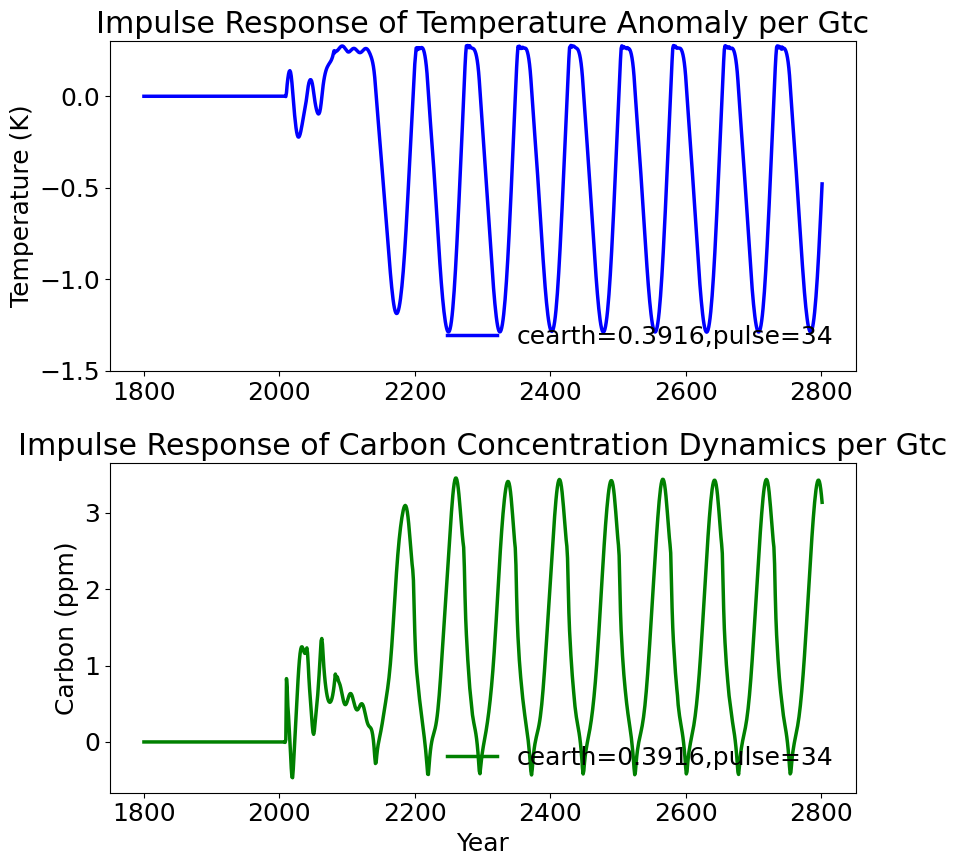 Impulse Response of Temperature Anomaly per Gtc
Temperature (K)
0.0
−0.5
−1.0
−1.5
cearth=0.3916,pulse=34
1800 2000 2200 2400 2600 2800
Impulse Response of Carbon Concentration Dynamics per Gtc
Carbon (ppm)
3
2
1
0
cearth=0.3916,pulse=34
1800 2000 2200 2400 2600 2800
Year